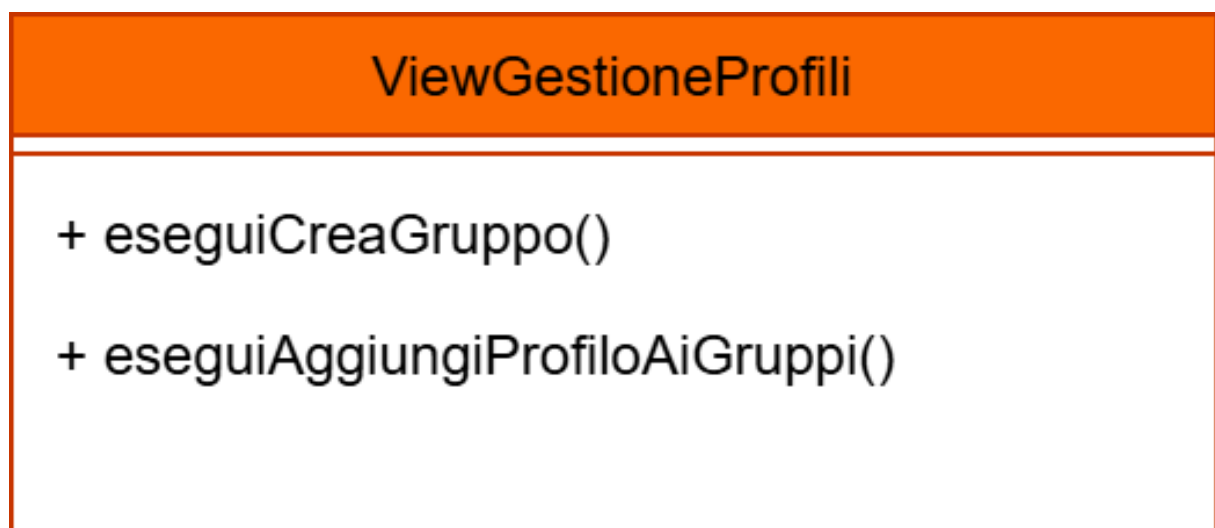 ViewGestioneProfili
+ eseguiCreaGruppo()
+ eseguiAggiungiProfiloAiGruppi()